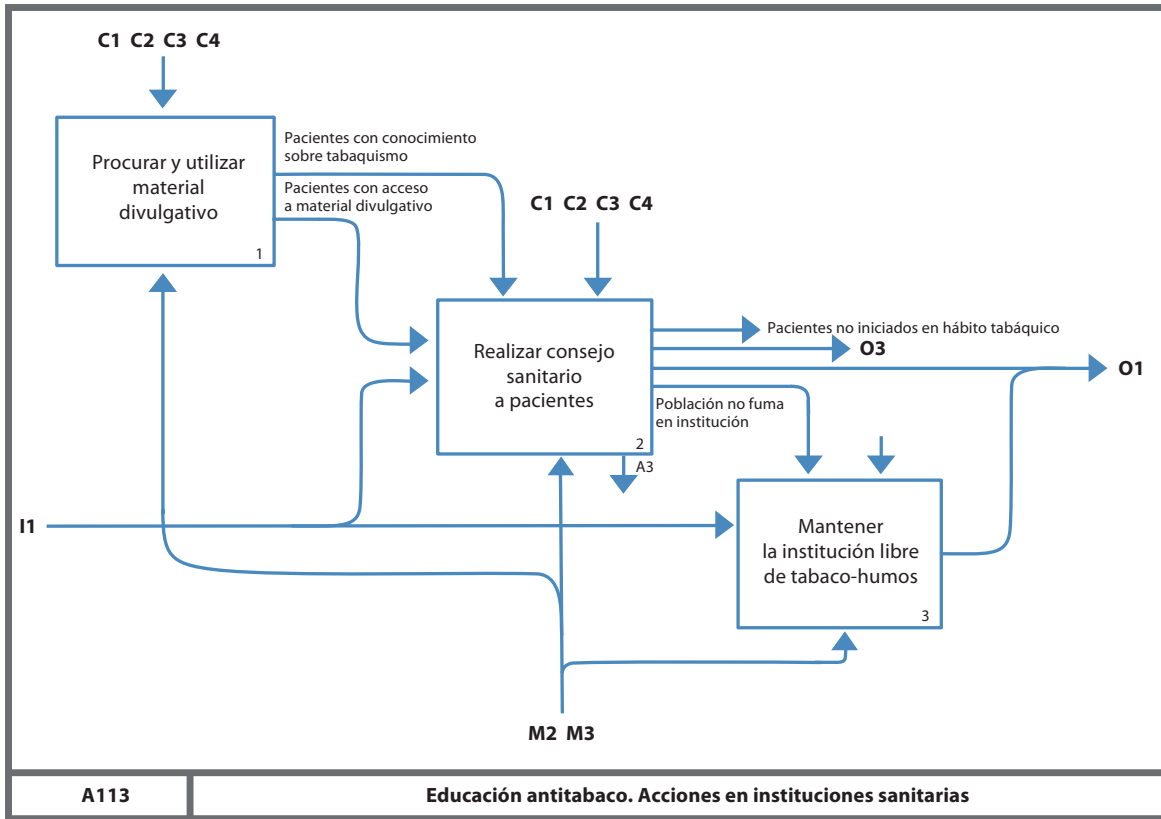 C1 C2 C3 C4
Procurar y utilizar
material
divulgativo
1
Pacientes con conocimiento
sobre tabaquismo
Pacientes con acceso
a material divulgativo
C1 C2 C3 C4
Realizar consejo
sanitario
a pacientes
2
A3
Pacientes no iniciados en hábito tabáquico
O3
O1
Población no fuma
en institución
I1
Mantener
la institución libre
de tabaco-humos
3
M2 M3
A113
Educación antitabaco. Acciones en instituciones sanitarias